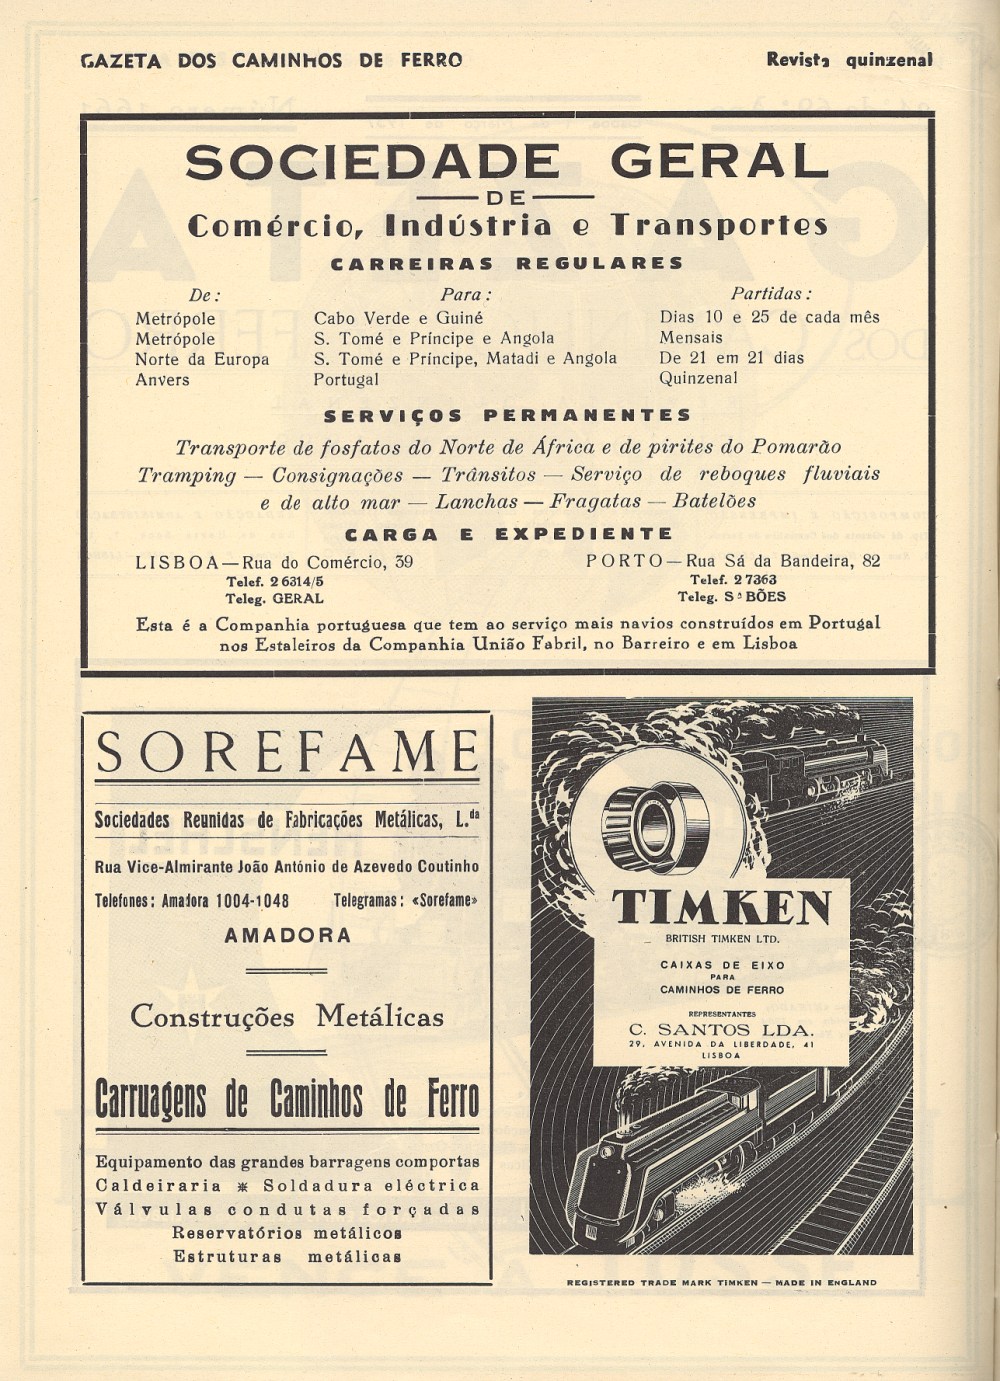 GAZETA DOS CAMINHOS DE FERRO
Revista quinzenal
SOCIEDADE GERAL
DE
Comércio, Indústria e Transportes
CARREIRAS REGULARES
De: Para: Partidas:
Metrópole Cabo Verde e Guiné Dias 10 e 25 de cada mês
Metrópole S. Tomé e Príncipe e Angola Mensais
Norte da Europa S. Tomé e Príncipe, Matadi e Angola De 21 em 21 dias
Anvers Portugal Quinzenal
SERVIÇOS PERMANENTES
Transporte de fosfatos do Norte de África e de pirites do Pomarão
Tramping — Consignações — Trânsitos — Serviço de reboques fluviais
e de alto mar — Lanchas — Fragatas — Batelões
CARGA E EXPEDIENTE
LISBOA — Rua do Comércio, 39
Telef. 2 6314/5
Teleg. GERAL
PORTO — Rua Sá da Bandeira, 82
Telef. 2 7363
Teleg. Sª BÕES
Esta é a Companhia portuguesa que tem ao serviço mais navios construídos em Portugal
nos Estaleiros da Companhia União Fabril, no Barreiro e em Lisboa
SOREFAME
Sociedades Reunidas de Fabricações Metálicas, L.da
Rua Vice-Almirante João António de Azevedo Coutinho
Telefones: Amadora 1004-1048 Telegramas: «Sorefame»
AMADORA
Construções Metálicas
Carruagens de Caminhos de Ferro
Equipamento das grandes barragens comportas
Caldeiraria * Soldadura eléctrica
Válvulas condutas forçadas
Reservatórios metálicos
Estruturas metálicas
TIMKEN
BRITISH TIMKEN LTD.
CAIXAS DE EIXO
PARA
CAMINHOS DE FERRO
REPRESENTANTES
C. SANTOS LDA.
29, AVENIDA DA LIBERDADE, 41
LISBOA
REGISTERED TRADE MARK TIMKEN — MADE IN ENGLAND